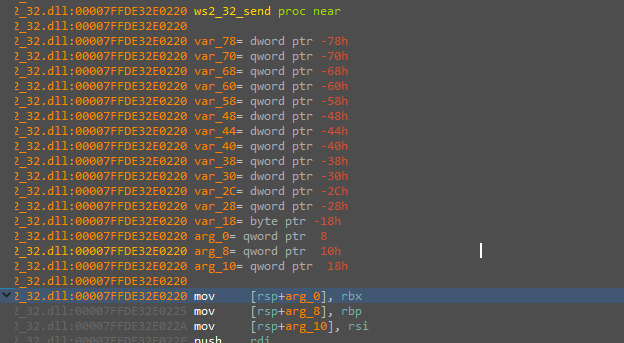 2_32.dll:00007FFDE32E0220 ws2_32_send proc near
2_32.dll:00007FFDE32E0220
2_32.dll:00007FFDE32E0220 var_78= dword ptr -78h
2_32.dll:00007FFDE32E0220 var_70= qword ptr -70h
2_32.dll:00007FFDE32E0220 var_68= qword ptr -68h
2_32.dll:00007FFDE32E0220 var_60= qword ptr -60h
2_32.dll:00007FFDE32E0220 var_58= qword ptr -58h
2_32.dll:00007FFDE32E0220 var_48= dword ptr -48h
2_32.dll:00007FFDE32E0220 var_44= dword ptr -44h
2_32.dll:00007FFDE32E0220 var_40= qword ptr -40h
2_32.dll:00007FFDE32E0220 var_38= qword ptr -38h
2_32.dll:00007FFDE32E0220 var_30= dword ptr -30h
2_32.dll:00007FFDE32E0220 var_2C= qword ptr -2Ch
2_32.dll:00007FFDE32E0220 var_28= qword ptr -28h
2_32.dll:00007FFDE32E0220 var_18= byte ptr -18h
2_32.dll:00007FFDE32E0220 arg_0= qword ptr  8
2_32.dll:00007FFDE32E0220 arg_8= qword ptr  10h
2_32.dll:00007FFDE32E0220 arg_10= qword ptr  18h
2_32.dll:00007FFDE32E0220
2_32.dll:00007FFDE32E0220 mov     [rsp+arg_0], rbx
2_32.dll:00007FFDE32E0225 mov     [rsp+arg_8], rbp
2_32.dll:00007FFDE32E022A mov     [rsp+arg_10], rsi
2_32.dll:00007FFDE32E022F push    rdi